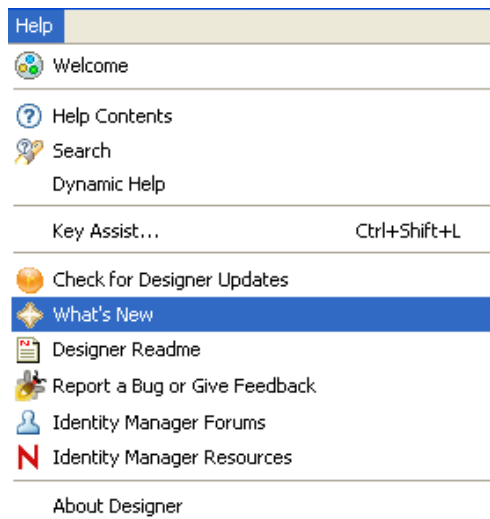 Help
Welcome
Help Contents
Search
Dynamic Help
Key Assist... Ctrl+Shift+L
Check for Designer Updates
What's New
Designer Readme
Report a Bug or Give Feedback
Identity Manager Forums
N Identity Manager Resources
About Designer